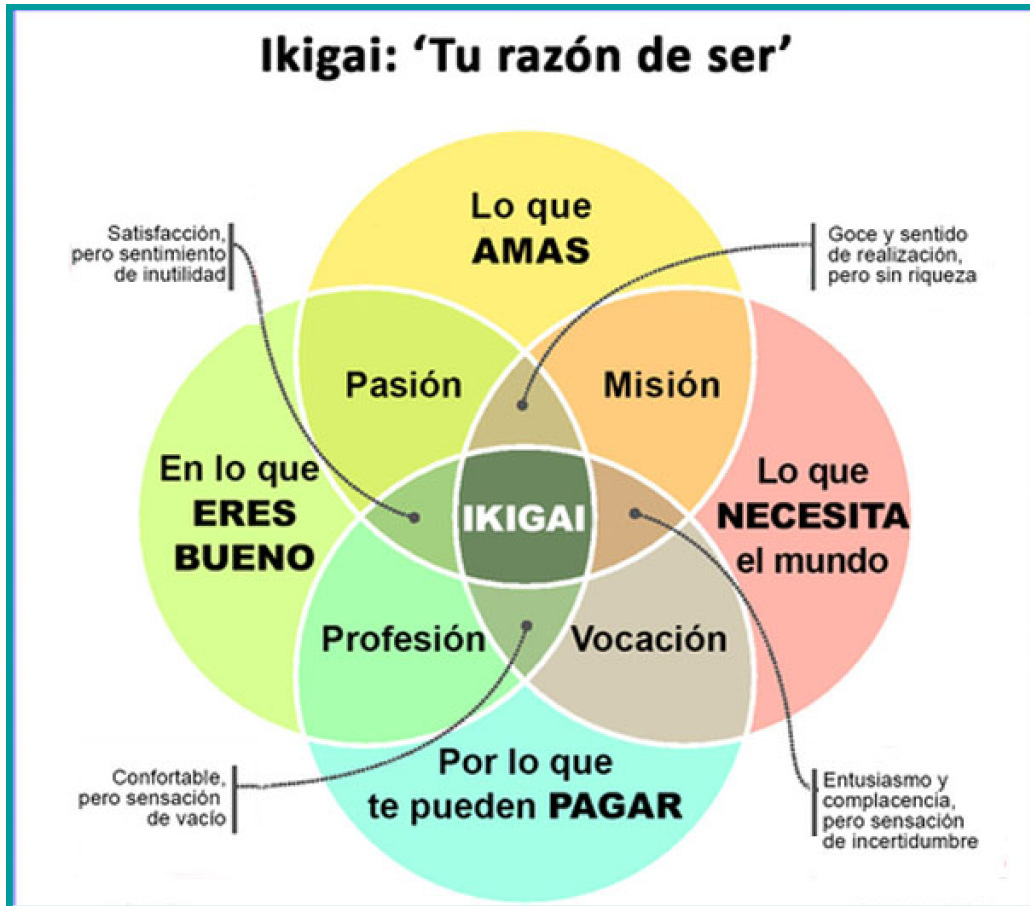 Ikigai: ‘Tu razón de ser’
Lo que
AMAS
Satisfacción,
pero sentimiento
de inutilidad
Goce y sentido
de realización,
pero sin riqueza
Pasión
Misión
En lo que
ERES
BUENO
IKIGAI
Lo que
NECESITA
el mundo
Profesión
Vocación
Por lo que
te pueden PAGAR
Confortable,
pero sensación
de vacío
Entusiasmo y
complacencia,
pero sensación
de incertidumbre